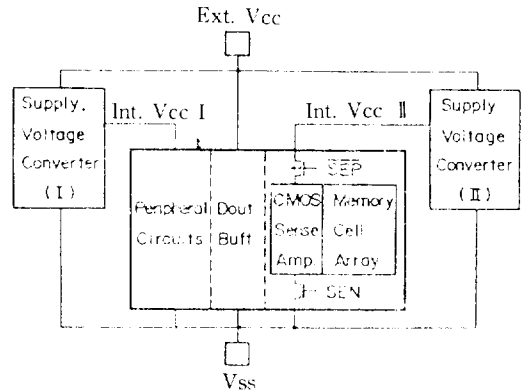 Ext. Vcc
Supply.
Voltage
Converter
(I)
Int. Vcc I
Int. Vcc II
Supply
Voltage
Converter
(II)
SEP
Peripheral
Circuits
Dout
Buff
CMOS
Sense
Amp.
Memory
Cell
Array
SEN
Vss